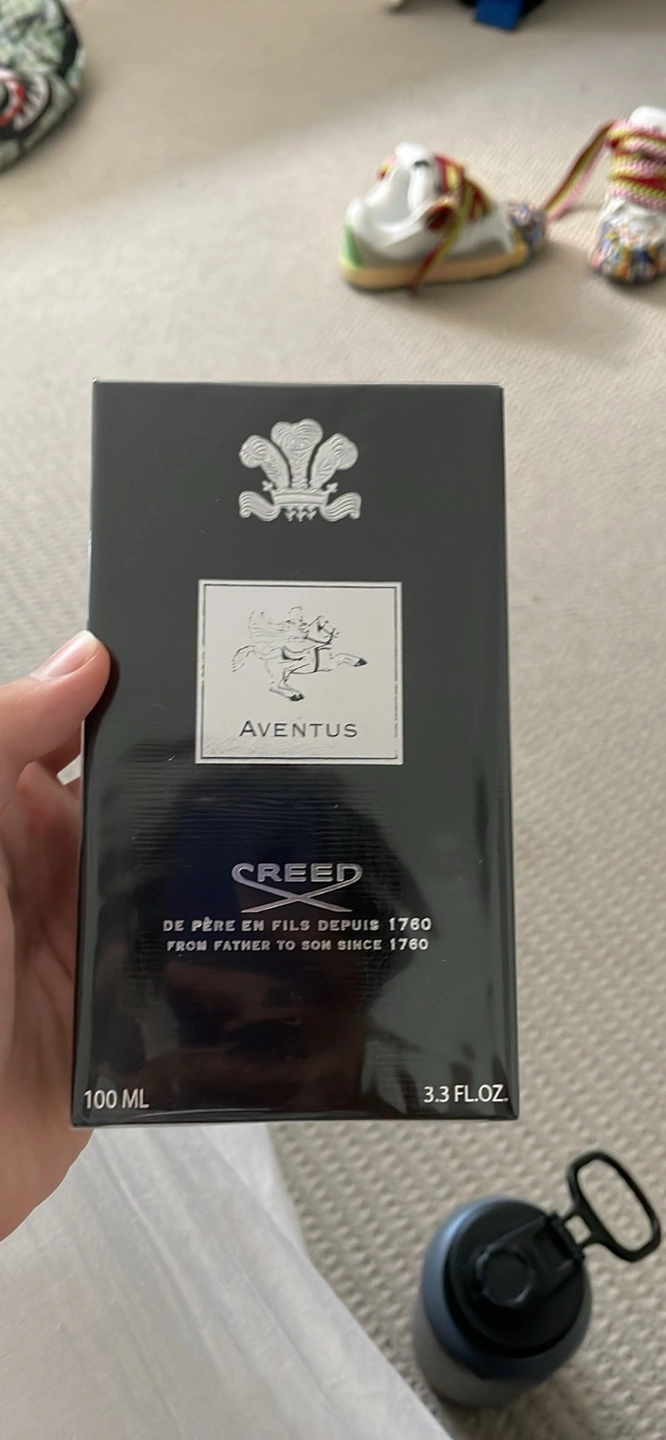 AVENTUS
CREED
DE PÈRE EN FILS DEPUIS 1760
FROM FATHER TO SON SINCE 1760
100 ML
3.3 FL.OZ.